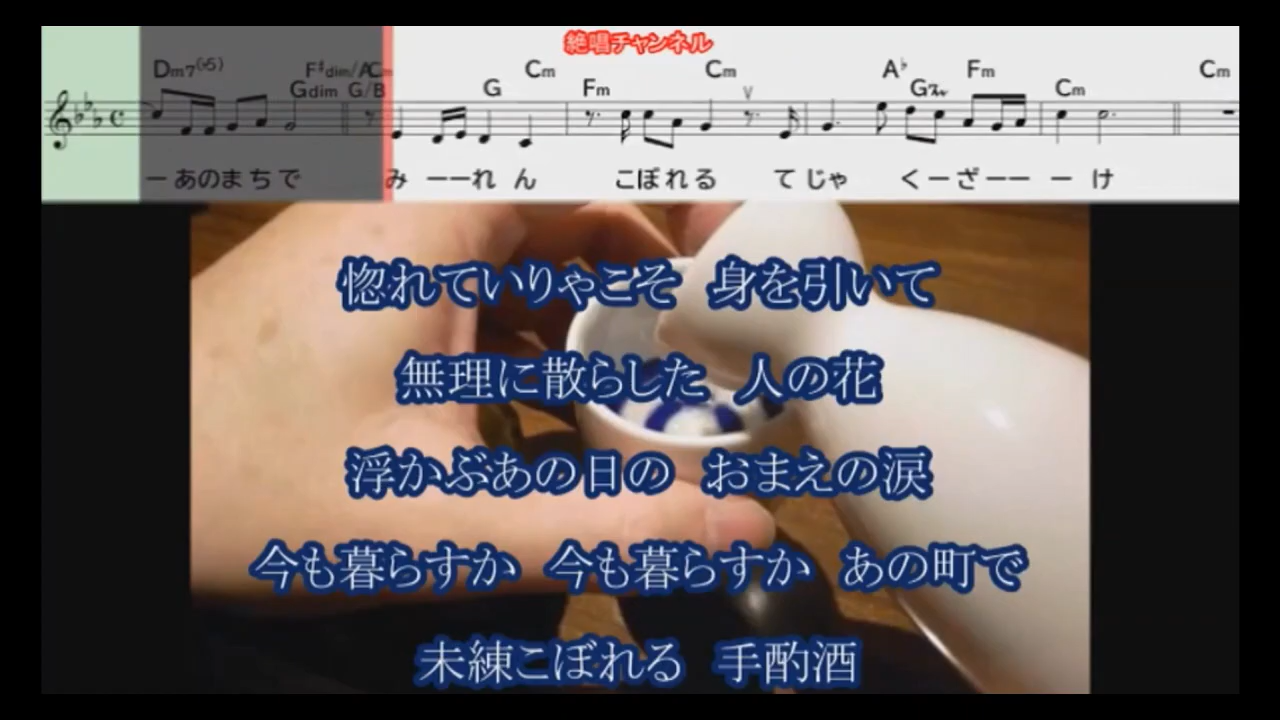 絶唱チャンネル
Dm7(♭5) F#dim/A Cm Cm Cm A♭ Fm Cm
Gdim G/B G Fm G7 Cm
ーあのまちで み ーーれ ん こぼれる て じゃ くーざーー ー け
惚れていりゃこそ 身を引いて
無理に散らした 人の花
浮かぶあの日の おまえの涙
今も暮らすか 今も暮らすか あの町で
未練こぼれる 手酌酒